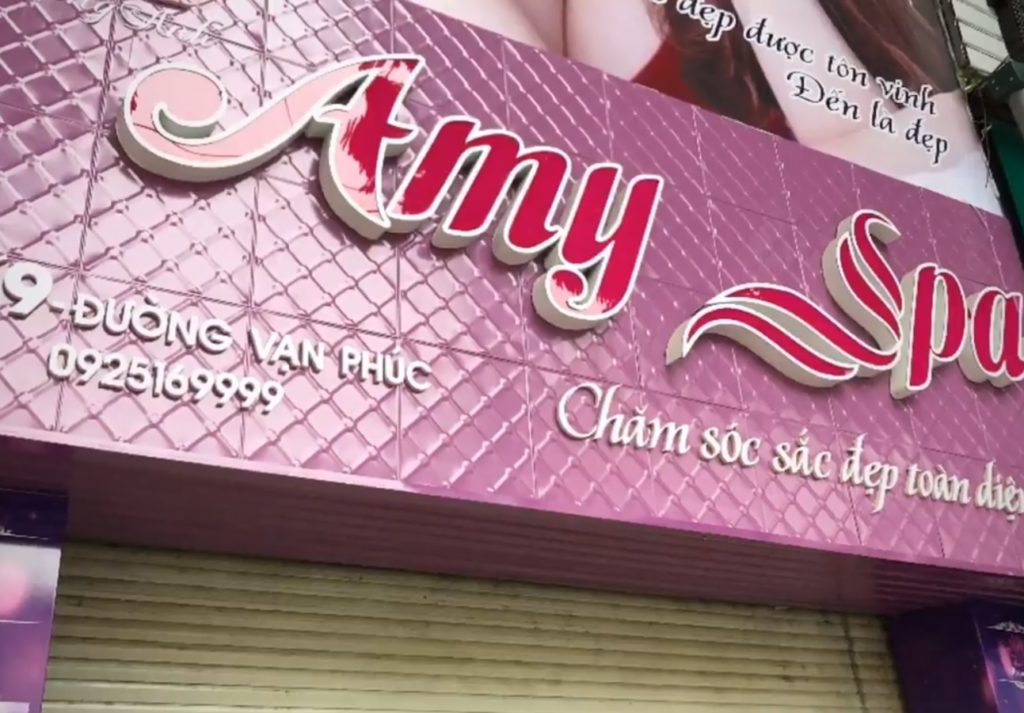 đẹp được tôn vinh
Đến là đẹp
Amy Spa
9 - ĐƯỜNG VẠN PHÚC
0925169999
Chăm sóc sắc đẹp toàn diện